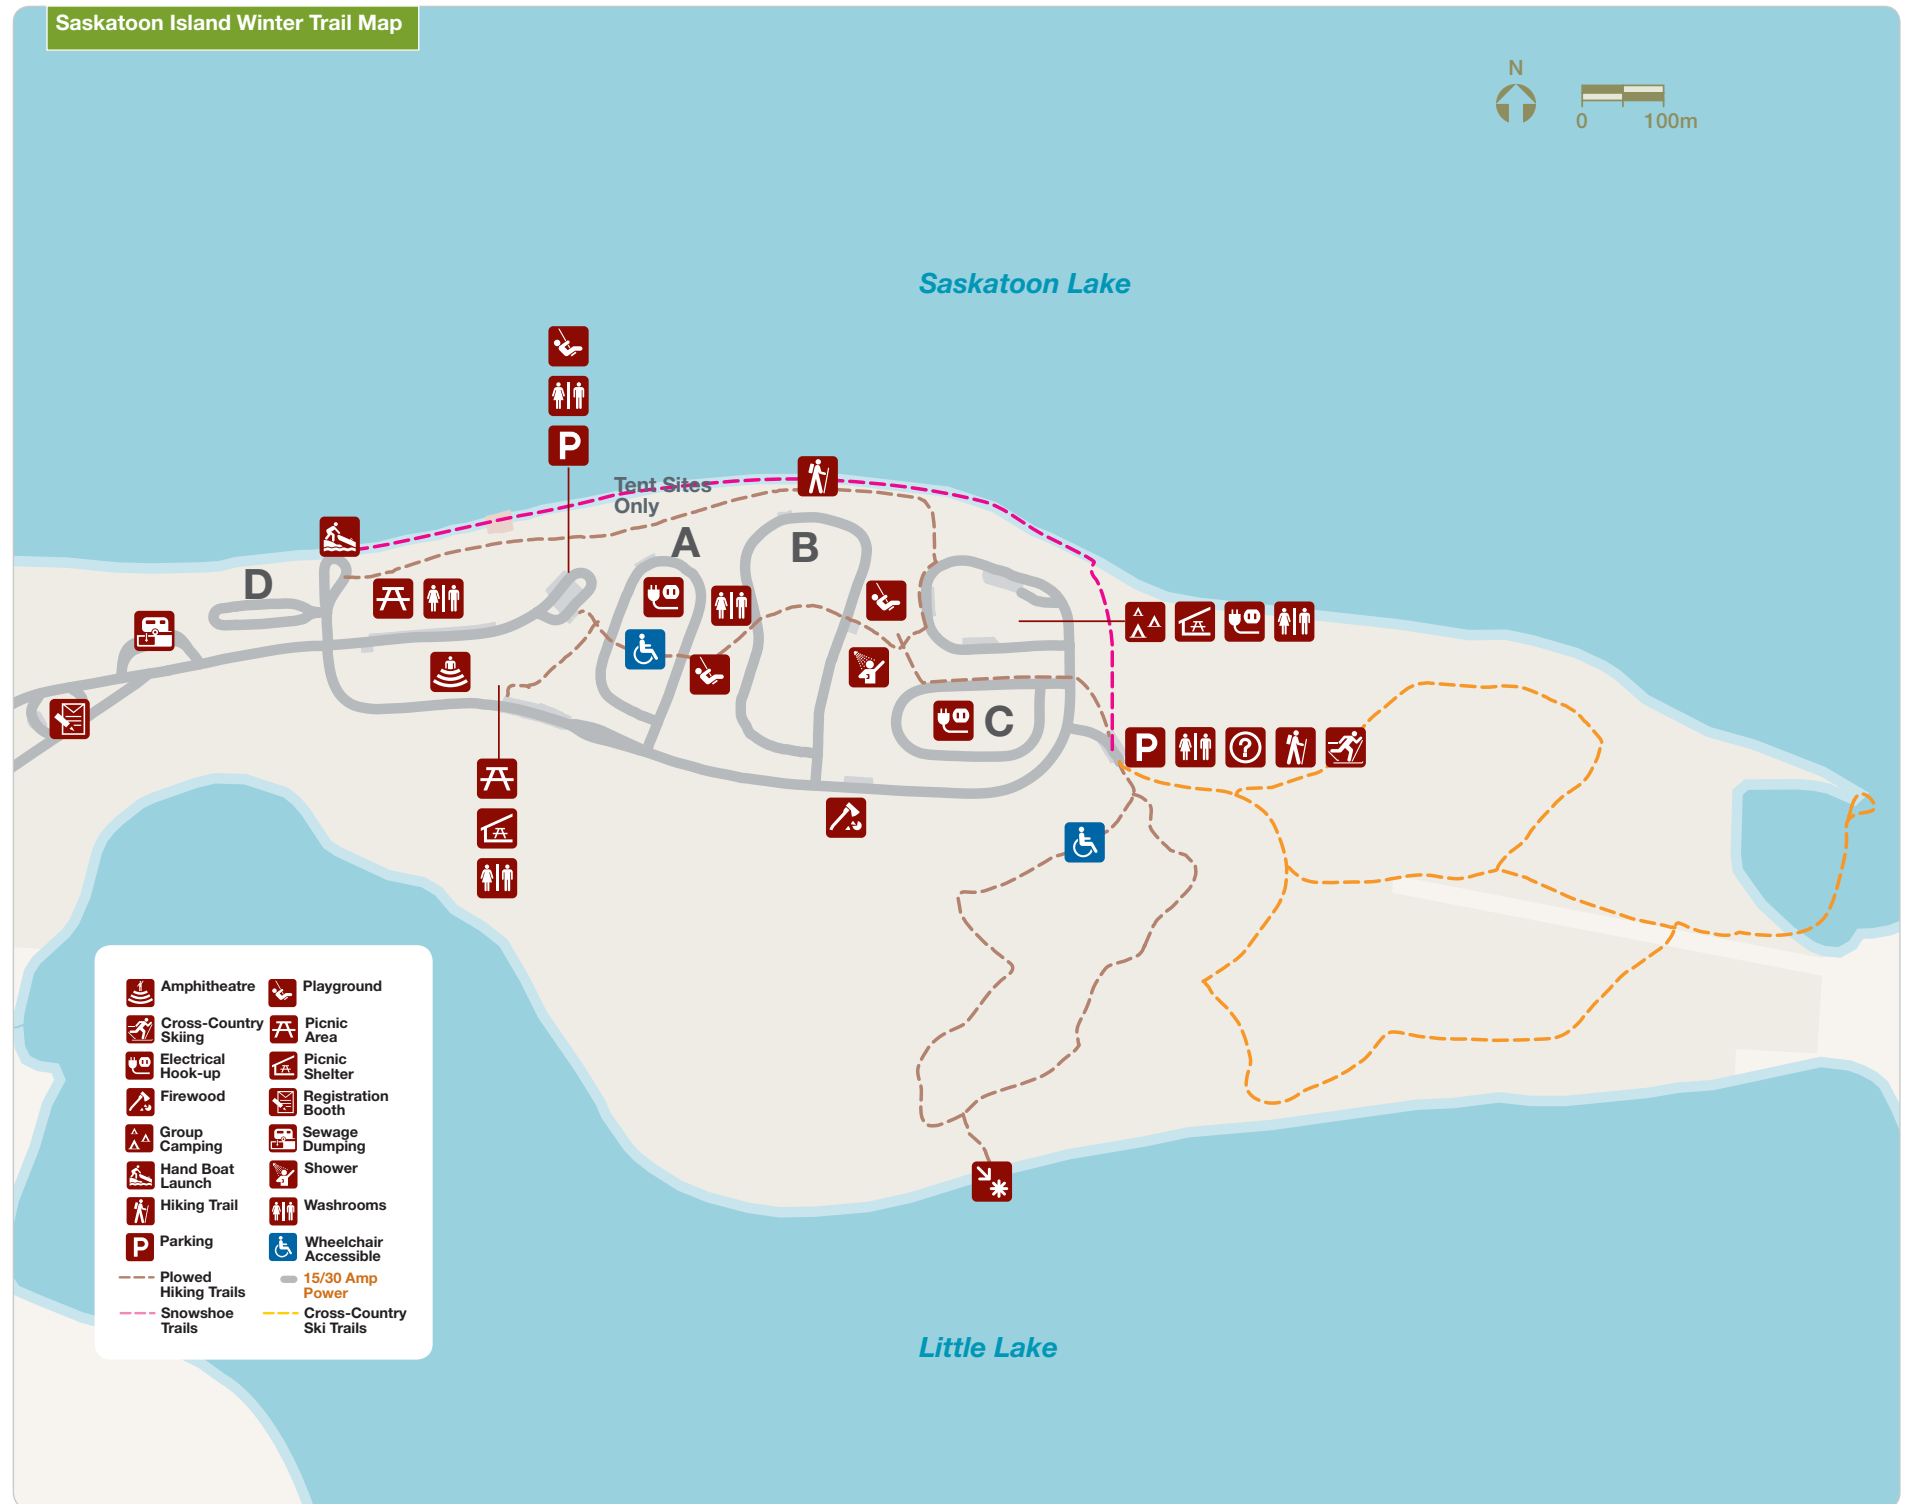 Saskatoon Island Winter Trail Map
N
0 100m
Saskatoon Lake
P
Tent Sites
Only
A
B
D
C
P
?
Amphitheatre
Playground
Cross-Country
Skiing
Picnic
Area
Electrical
Hook-up
Picnic
Shelter
Firewood
Registration
Booth
Group
Camping
Sewage
Dumping
Hand Boat
Launch
Shower
Hiking Trail
Washrooms
P
Parking
Wheelchair
Accessible
Plowed
Hiking Trails
15/30 Amp
Power
Snowshoe
Trails
Cross-Country
Ski Trails
Little Lake